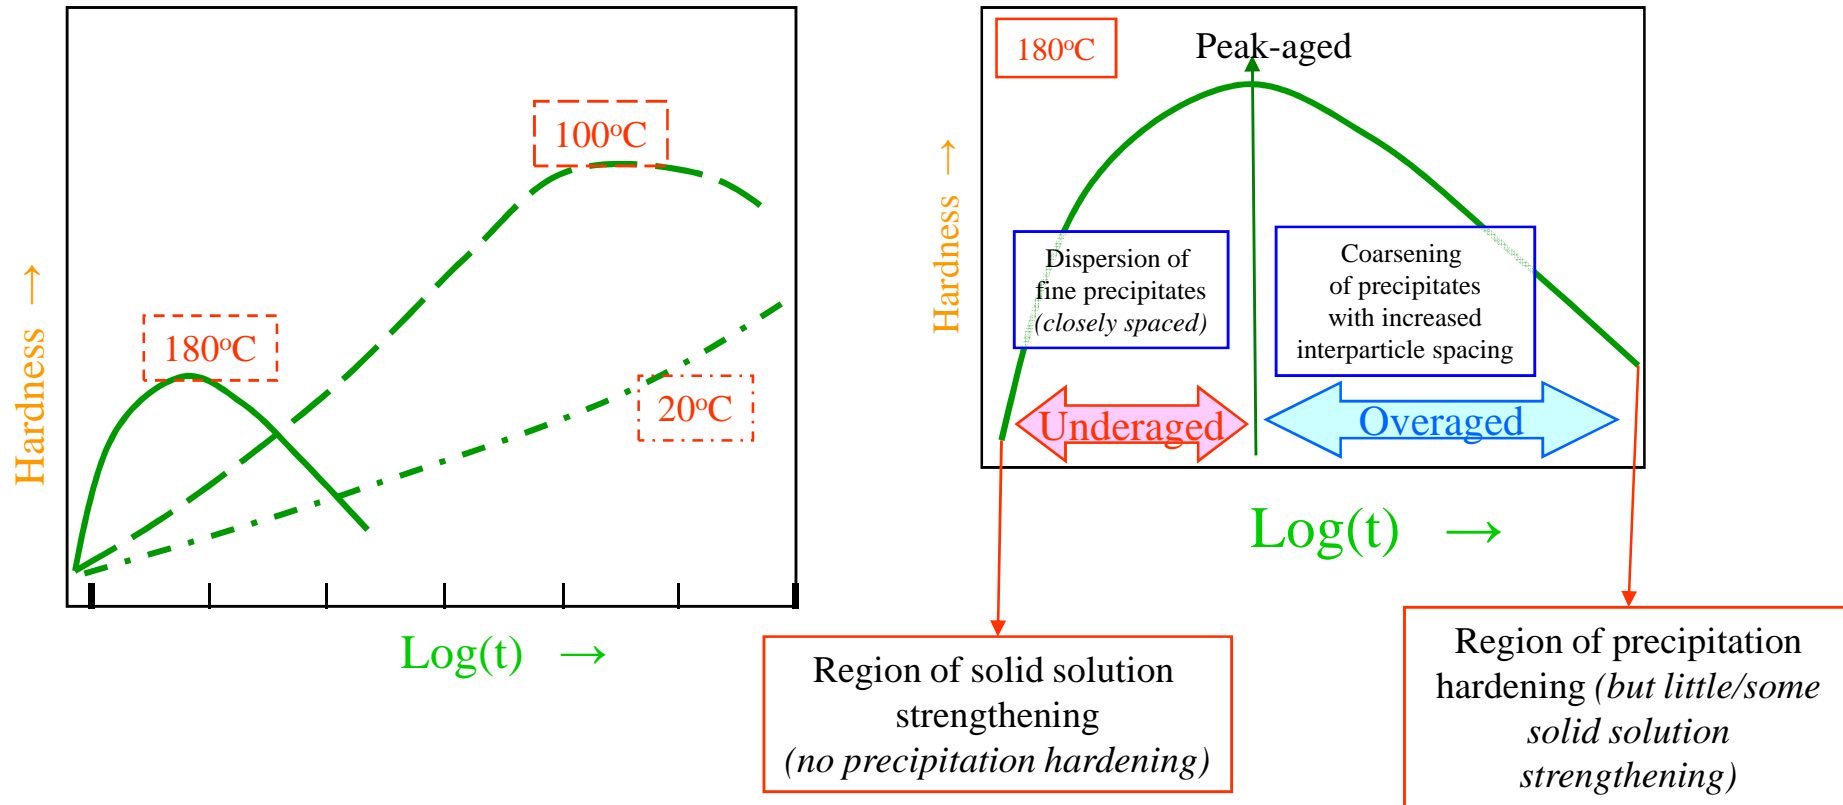 Hardness →
180ºC
100ºC
20ºC
Log(t) →
180ºC
Peak-aged
Hardness →
Dispersion of
fine precipitates
(closely spaced)
Coarsening
of precipitates
with increased
interparticle spacing
Underaged
Overaged
Log(t) →
Region of solid solution
strengthening
(no precipitation hardening)
Region of precipitation
hardening (but little/some
solid solution
strengthening)